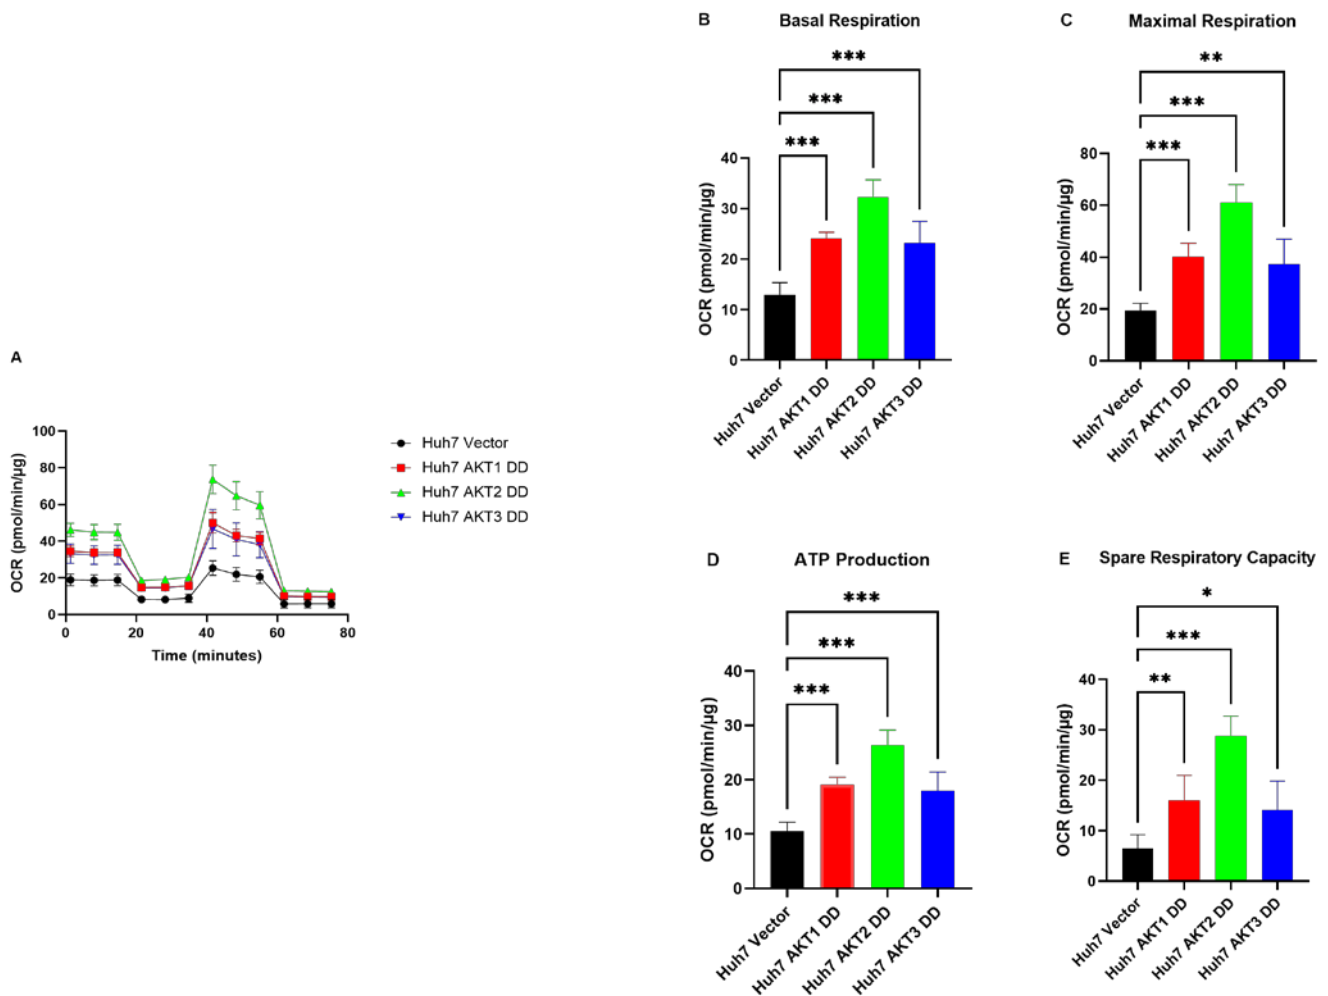 A
100
80
60
40
20
0
OCR (pmol/min/µg)
0 20 40 60 80
Time (minutes)
Huh7 Vector
Huh7 AKT1 DD
Huh7 AKT2 DD
Huh7 AKT3 DD
B Basal Respiration
***
***
***
40
30
20
10
0
OCR (pmol/min/µg)
Huh7 Vector
Huh7 AKT1 DD
Huh7 AKT2 DD
Huh7 AKT3 DD
C Maximal Respiration
**
***
***
80
60
40
20
0
OCR (pmol/min/µg)
Huh7 Vector
Huh7 AKT1 DD
Huh7 AKT2 DD
Huh7 AKT3 DD
D ATP Production
***
***
***
40
30
20
10
0
OCR (pmol/min/µg)
Huh7 Vector
Huh7 AKT1 DD
Huh7 AKT2 DD
Huh7 AKT3 DD
E Spare Respiratory Capacity
*
***
**
40
30
20
10
0
OCR (pmol/min/µg)
Huh7 Vector
Huh7 AKT1 DD
Huh7 AKT2 DD
Huh7 AKT3 DD